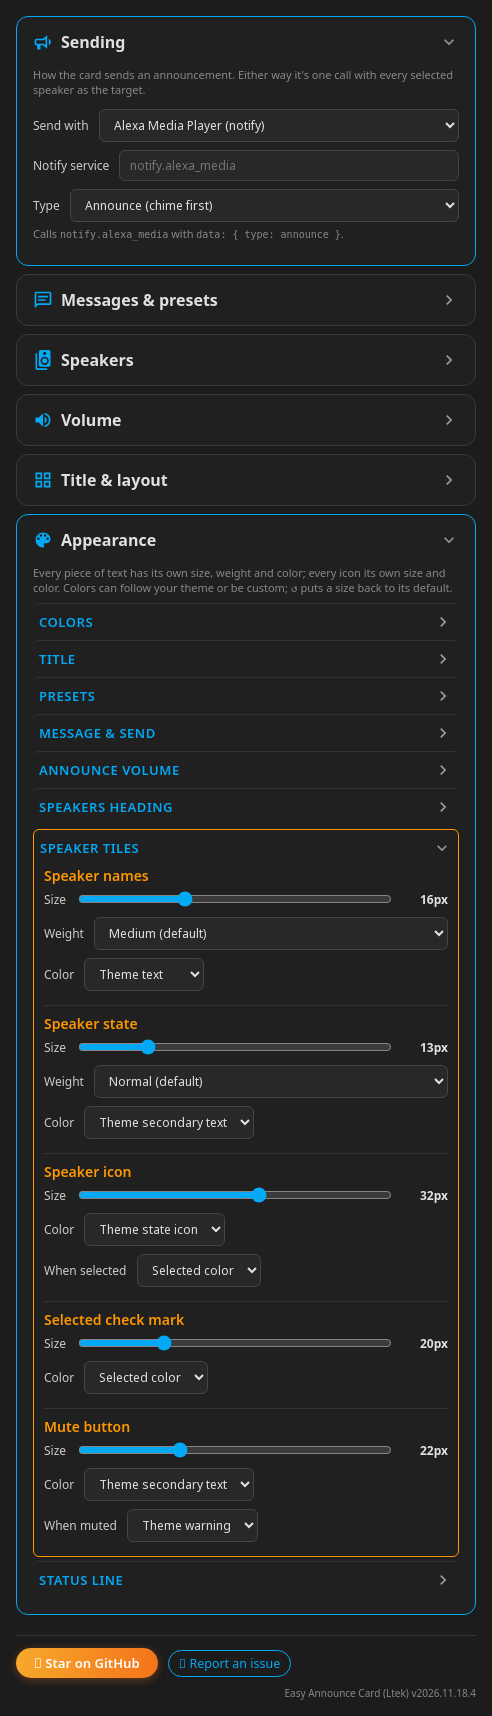 Sending
How the card sends an announcement. Either way it's one call with every selected
speaker as the target.
Send with Alexa Media Player (notify)
Notify service notify.alexa_media
Type Announce (chime first)
Calls notify.alexa_media with data: { type: announce }.
Messages & presets
Speakers
Volume
Title & layout
Appearance
Every piece of text has its own size, weight and color; every icon its own size and
color. Colors can follow your theme or be custom; ↺ puts a size back to its default.
COLORS
TITLE
PRESETS
MESSAGE & SEND
ANNOUNCE VOLUME
SPEAKERS HEADING
SPEAKER TILES
Speaker names
Size 16px
Weight Medium (default)
Color Theme text
Speaker state
Size 13px
Weight Normal (default)
Color Theme secondary text
Speaker icon
Size 32px
Color Theme state icon
When selected Selected color
Selected check mark
Size 20px
Color Selected color
Mute button
Size 22px
Color Theme secondary text
When muted Theme warning
STATUS LINE
Star on GitHub Report an issue
Easy Announce Card (Ltek) v2026.11.18.4